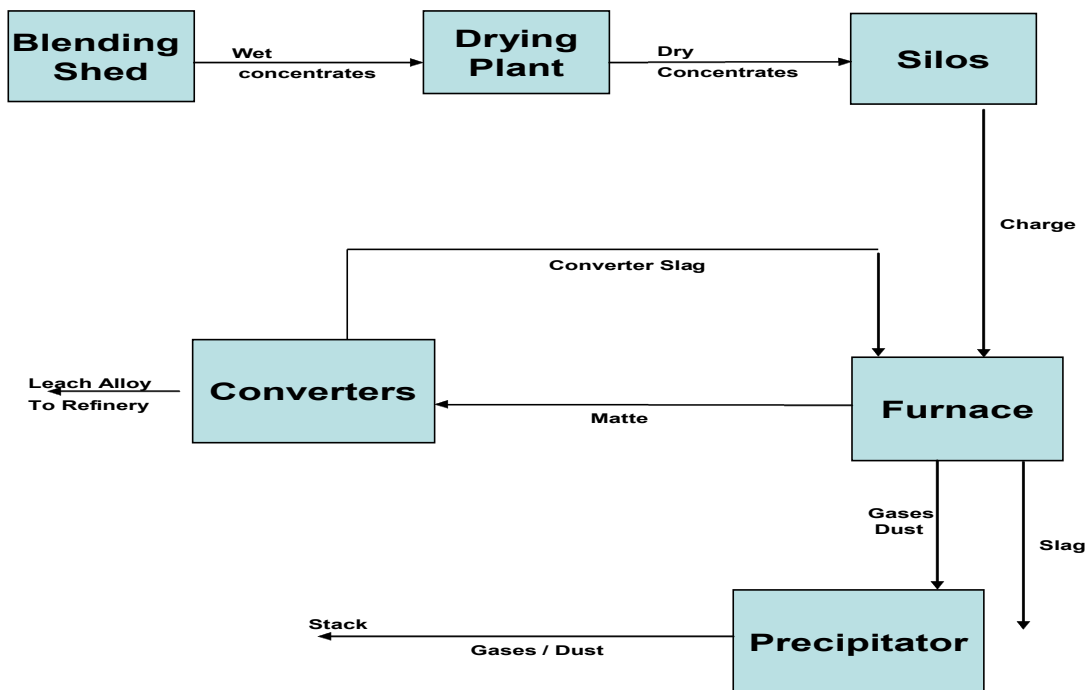 Blending
Shed
Wet
concentrates
Drying
Plant
Dry
Concentrates
Silos
Charge
Converter Slag
Leach Alloy
To Refinery
Converters
Matte
Furnace
Gases
Dust
Slag
Stack
Gases / Dust
Precipitator